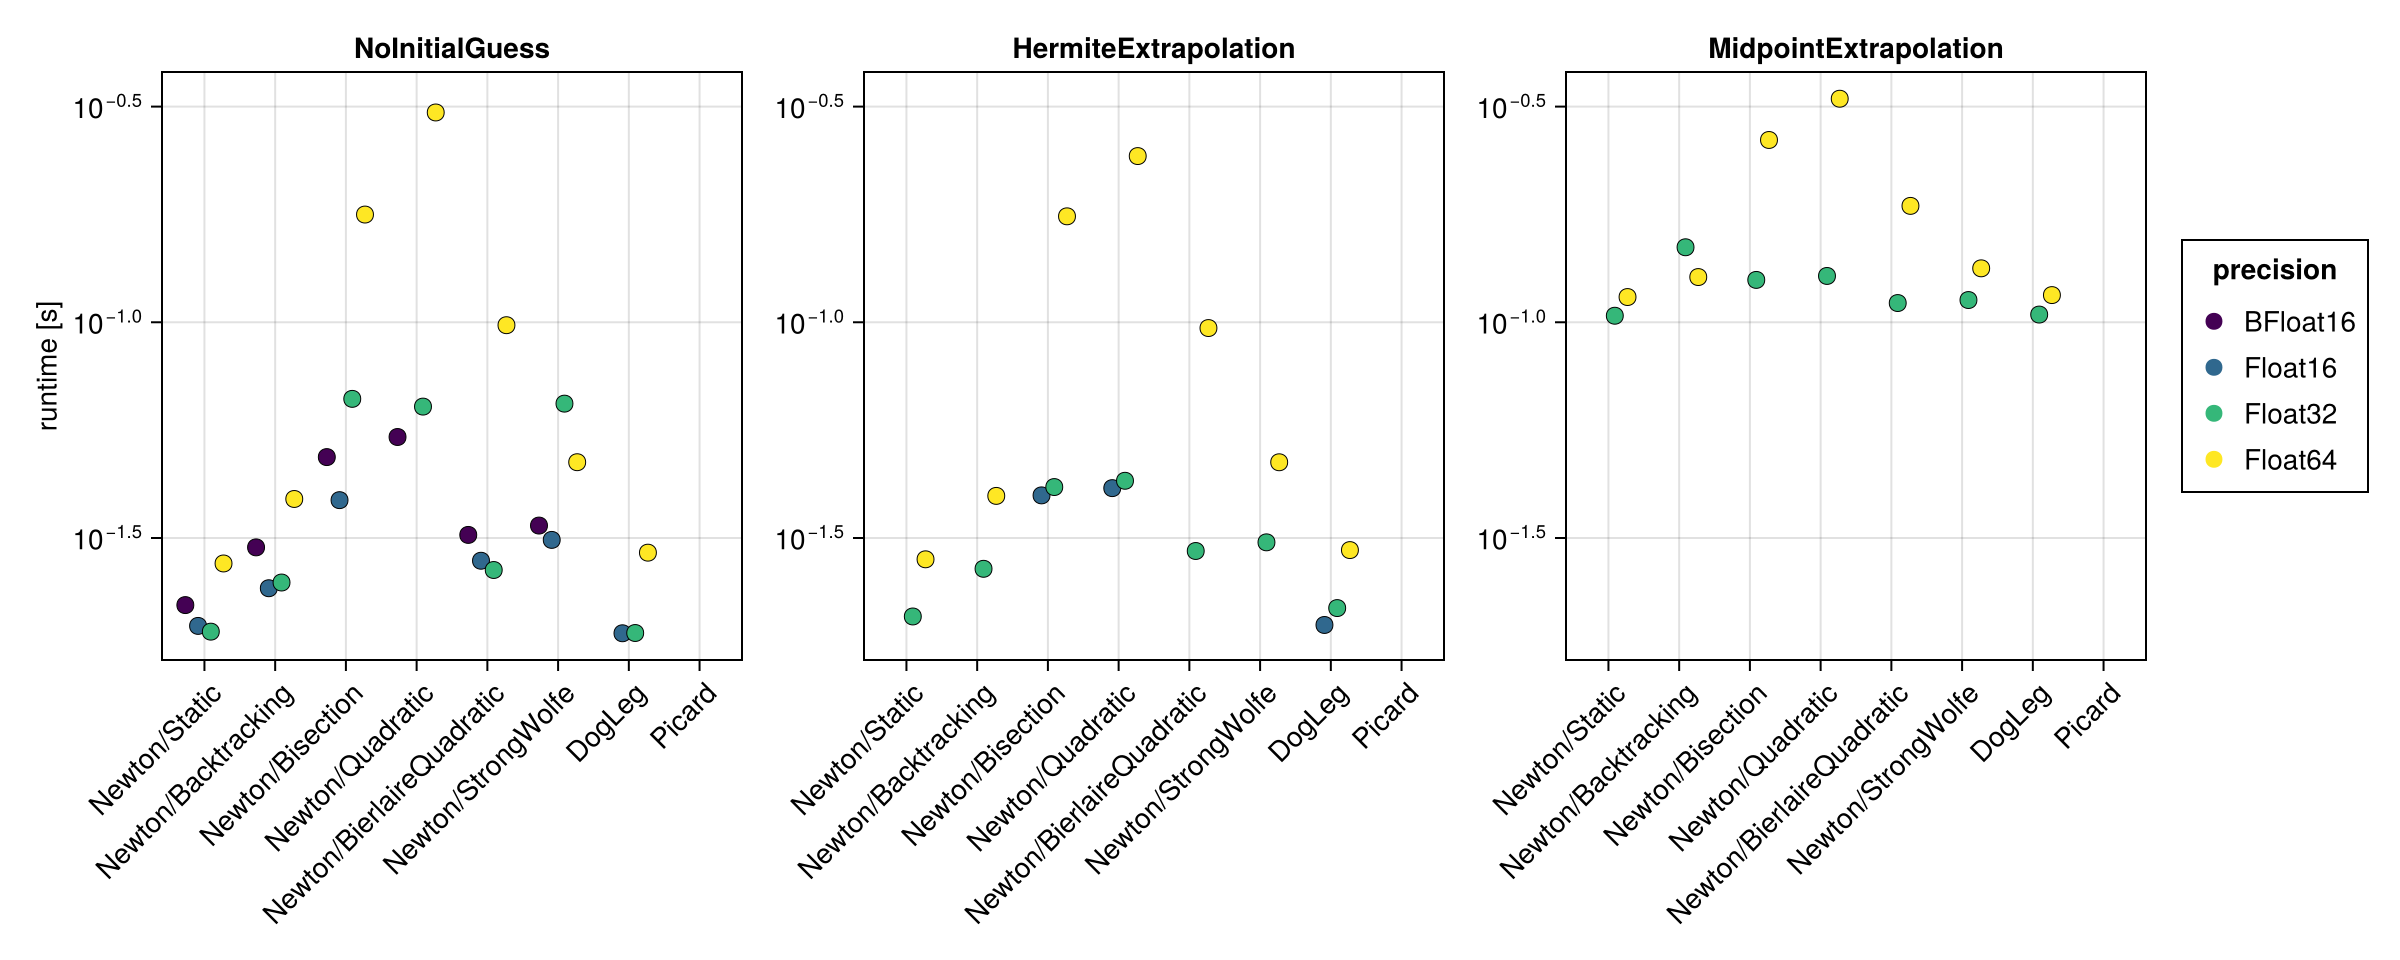 NoInitialGuess
HermiteExtrapolation
MidpointExtrapolation
runtime [s]
10^−0.5
10^−1.0
10^−1.5
10^−0.5
10^−1.0
10^−1.5
10^−0.5
10^−1.0
10^−1.5
Newton/Static
Newton/Backtracking
Newton/Bisection
Newton/Quadratic
Newton/BierlaireQuadratic
Newton/StrongWolfe
DogLeg
Picard
Newton/Static
Newton/Backtracking
Newton/Bisection
Newton/Quadratic
Newton/BierlaireQuadratic
Newton/StrongWolfe
DogLeg
Picard
Newton/Static
Newton/Backtracking
Newton/Bisection
Newton/Quadratic
Newton/BierlaireQuadratic
Newton/StrongWolfe
DogLeg
Picard
precision
BFloat16
Float16
Float32
Float64